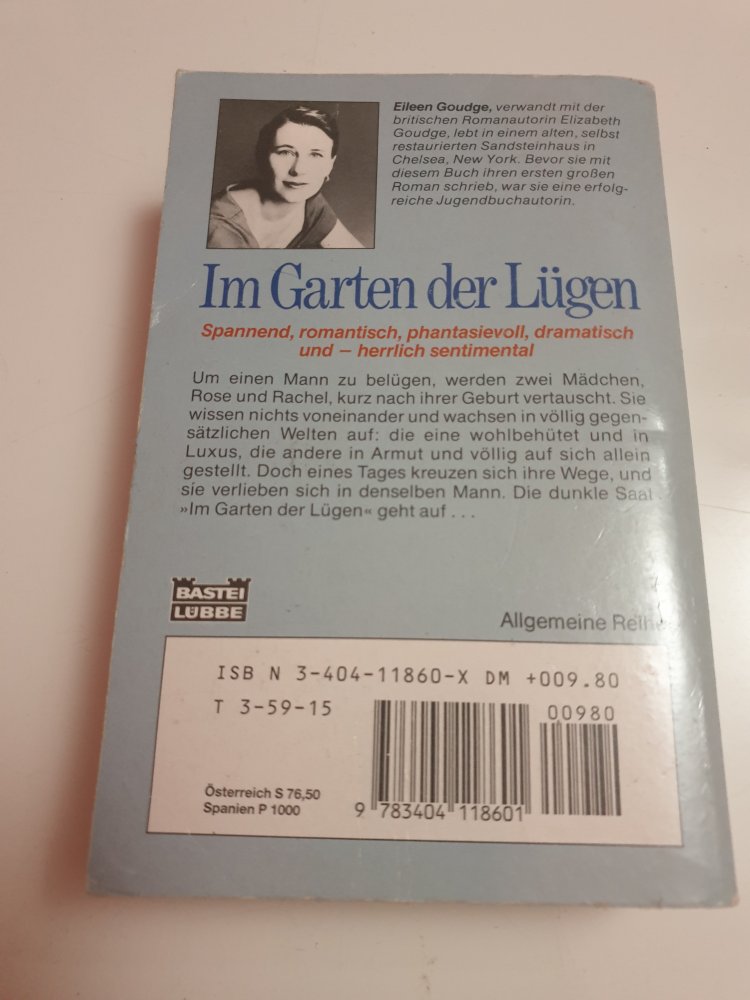 Eileen Goudge, verwandt mit der
britischen Romanautorin Elizabeth
Goudge, lebt in einem alten, selbst
restaurierten Sandsteinhaus in
Chelsea, New York. Bevor sie mit
diesem Buch ihren ersten großen
Roman schrieb, war sie eine erfolg-
reiche Jugendbuchautorin.
Im Garten der Lügen
Spannend, romantisch, phantasievoll, dramatisch
und – herrlich sentimental
Um einen Mann zu belügen, werden zwei Mädchen,
Rose und Rachel, kurz nach ihrer Geburt vertauscht. Sie
wissen nichts voneinander und wachsen in völlig gegen-
sätzlichen Welten auf: die eine wohlbehütet und in
Luxus, die andere in Armut und völlig auf sich allein
gestellt. Doch eines Tages kreuzen sich ihre Wege, und
sie verlieben sich in denselben Mann. Die dunkle Saat
»Im Garten der Lügen« geht auf . . .
BASTEI
LÜBBE
Allgemeine Reihe
ISB N 3-404-11860-X DM +009.80
T 3-59-15
00980
Österreich S 76,50
Spanien P 1000
9 783404 118601